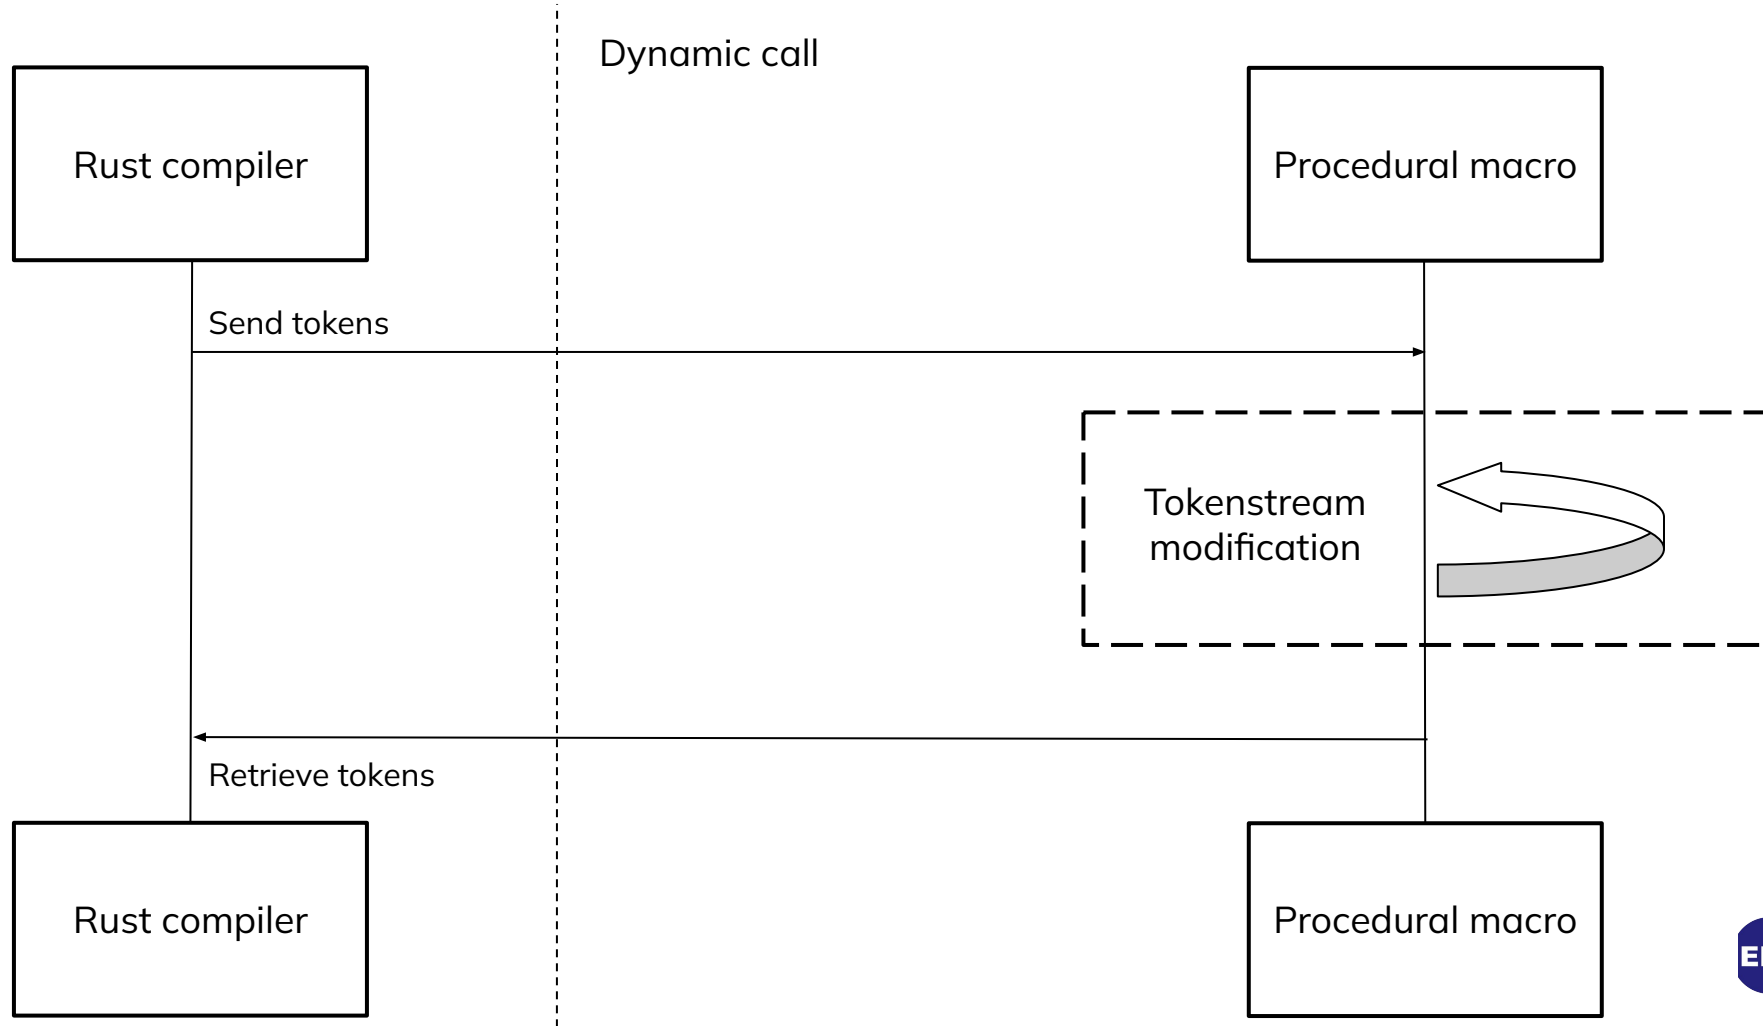 Dynamic call
Rust compiler
Procedural macro
Send tokens
Tokenstream
modification
Retrieve tokens
Rust compiler
Procedural macro